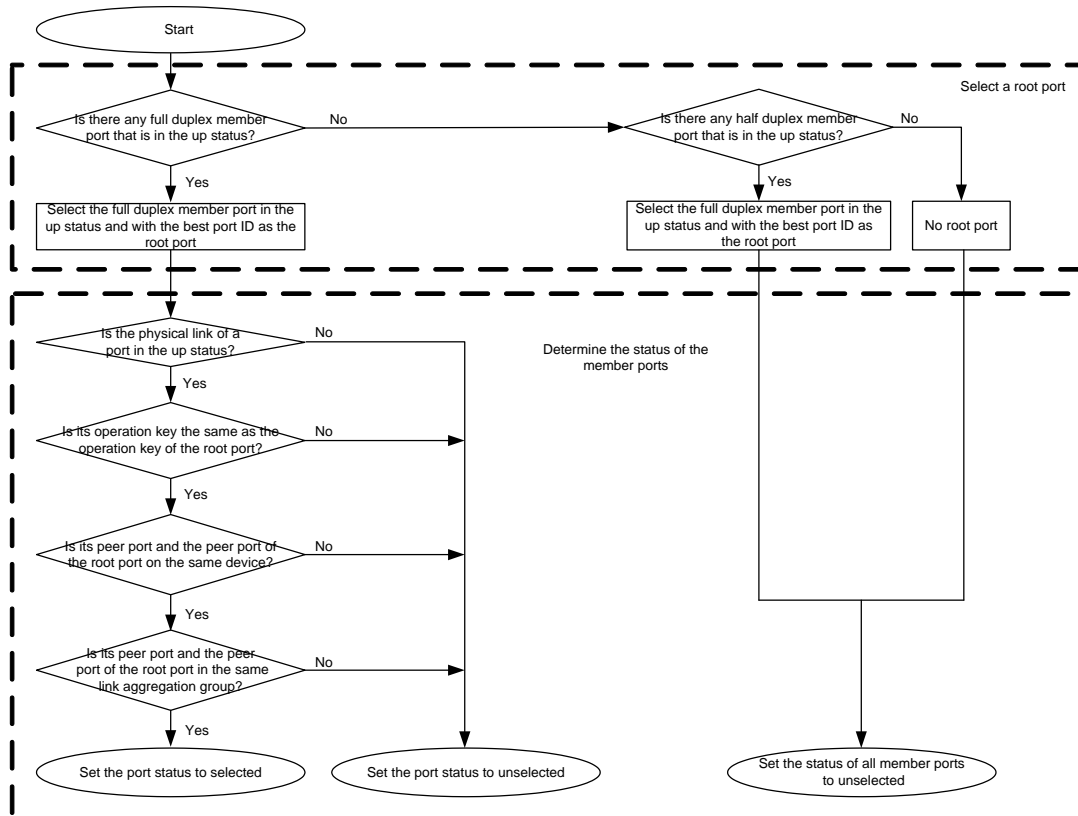 Start
Select a root port
Is there any full duplex member
port that is in the up status?
No
Is there any half duplex member
port that is in the up status?
No
Yes
Yes
Select the full duplex member port in the
up status and with the best port ID as the
root port
Select the full duplex member port in the
up status and with the best port ID as
the root port
No root port
Is the physical link of a
port in the up status?
No
Determine the status of the
member ports
Yes
Is its operation key the same as the
operation key of the root port?
No
Yes
Is its peer port and the peer port of
the root port on the same device?
No
Yes
Is its peer port and the peer
port of the root port in the same
link aggregation group?
No
Yes
Set the port status to selected
Set the port status to unselected
Set the status of all member ports
to unselected